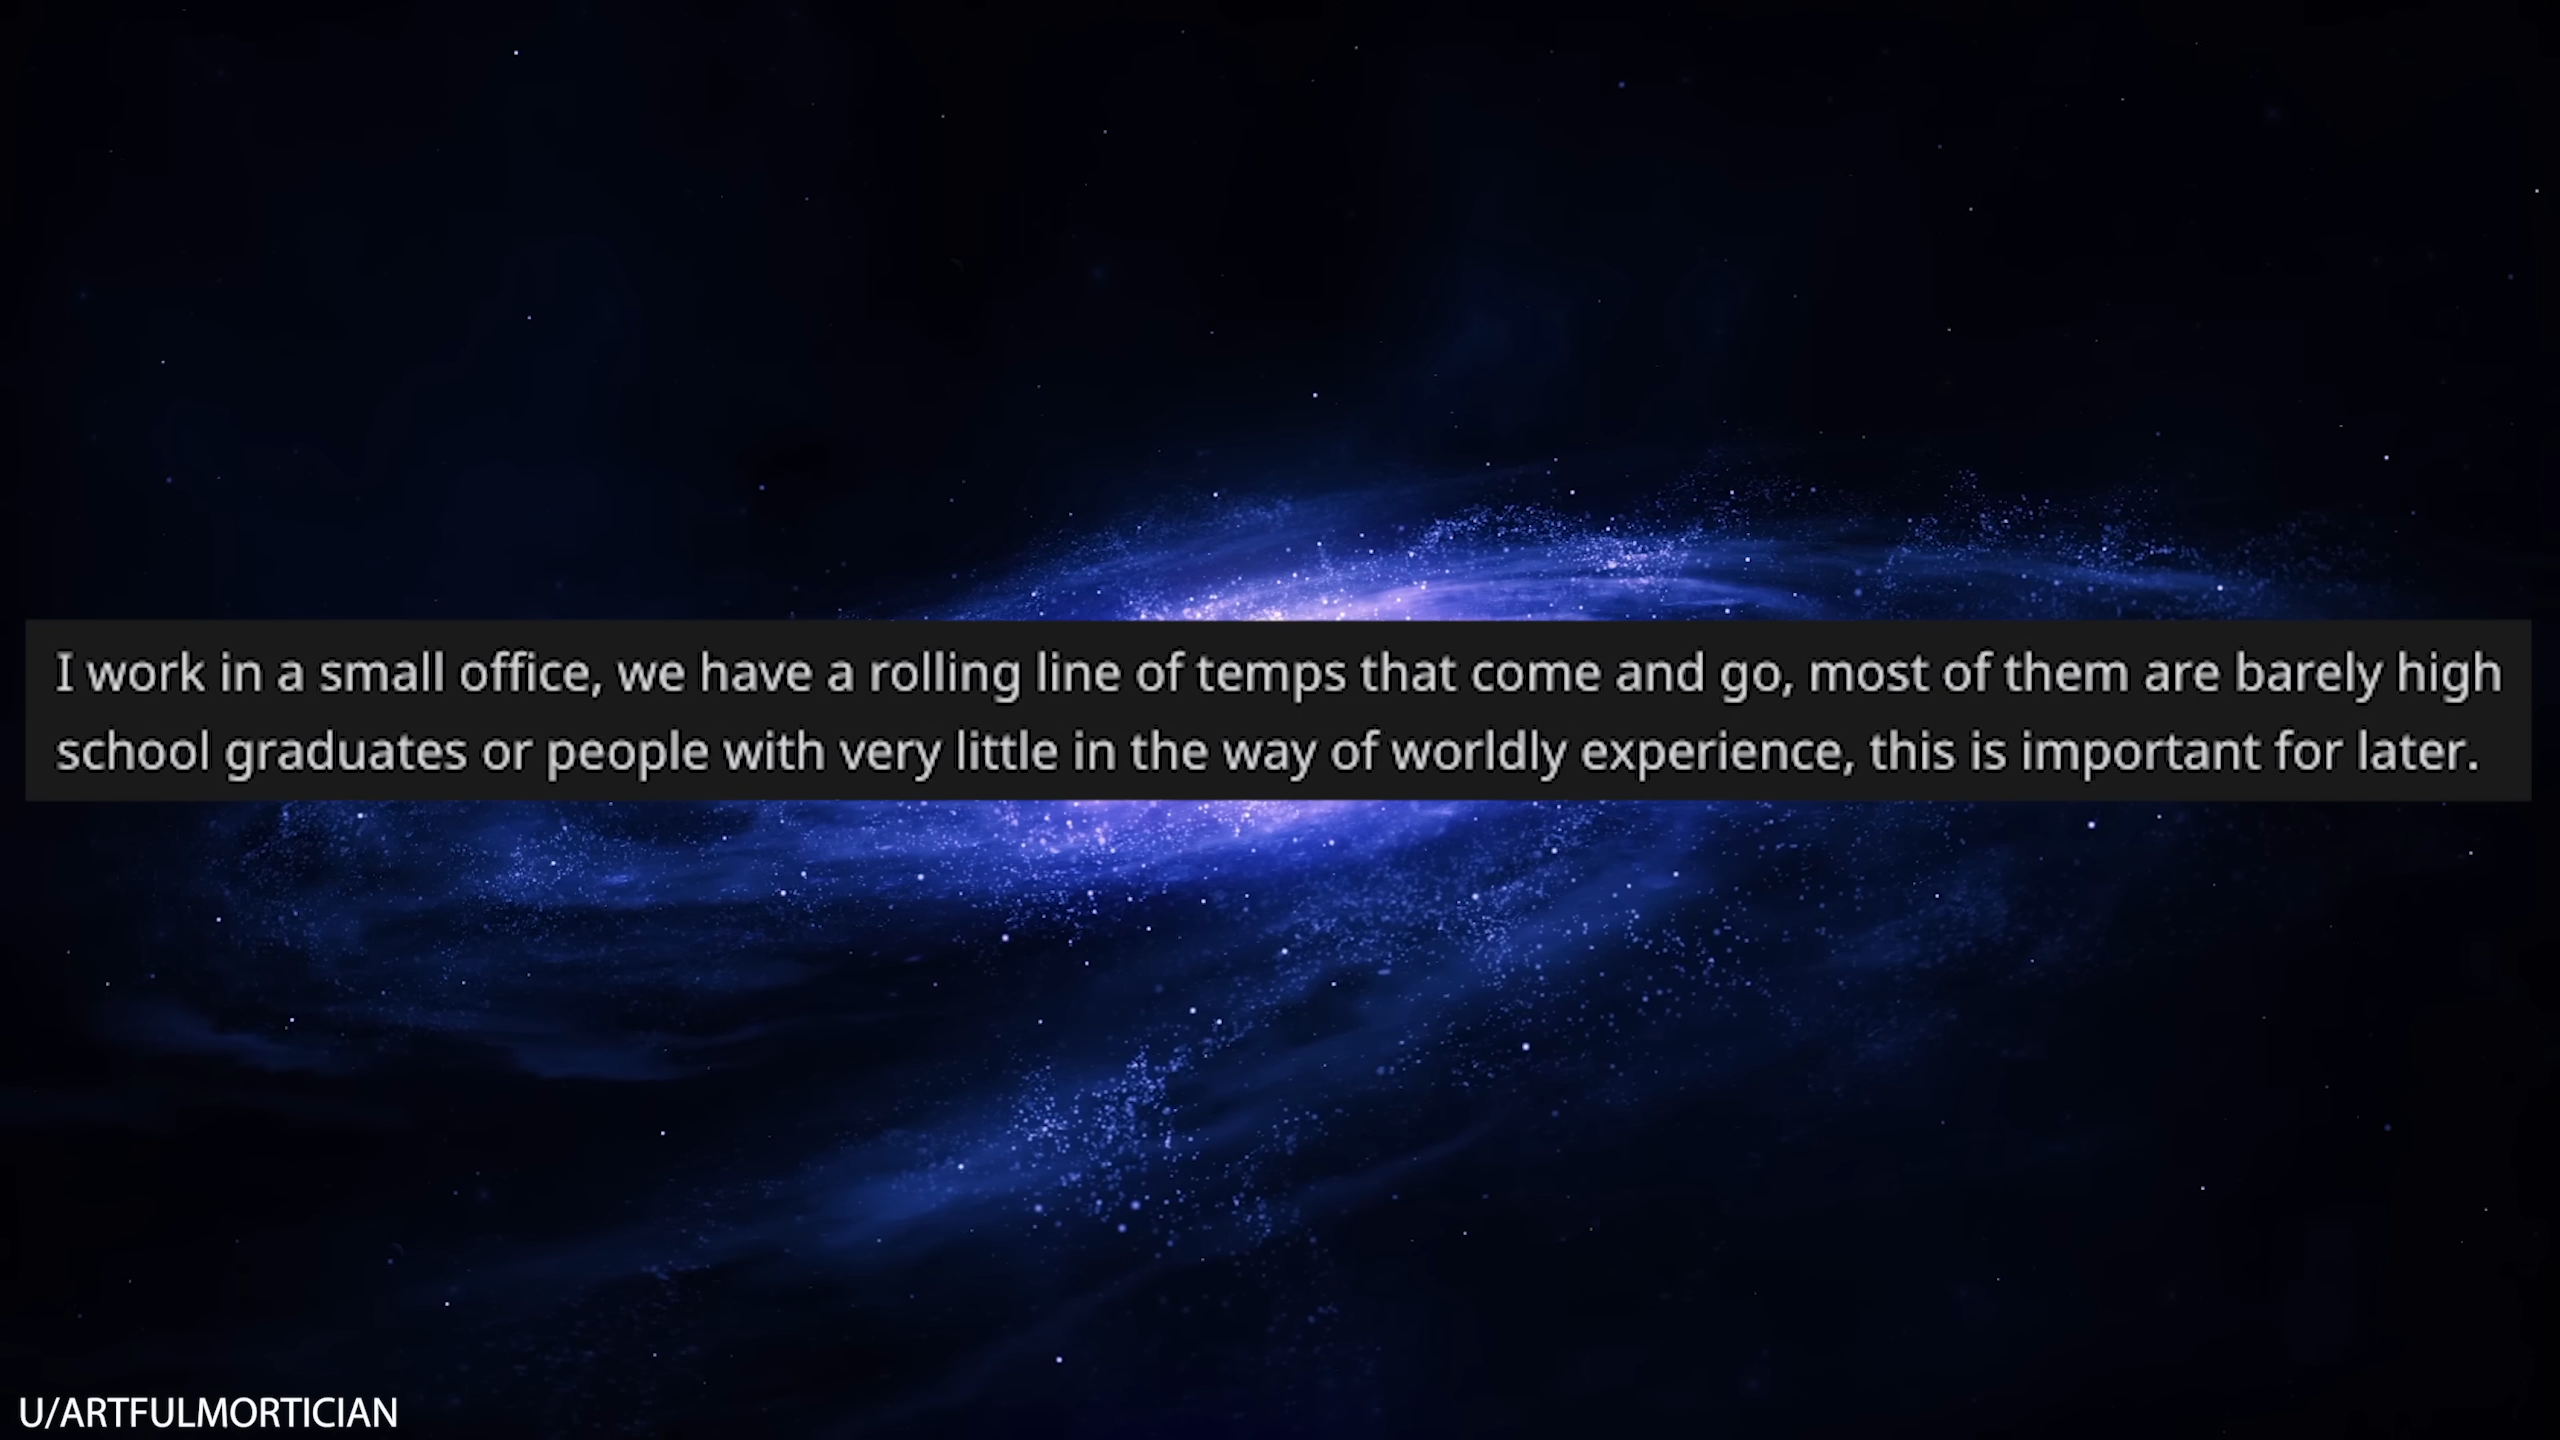 I work in a small office, we have a rolling line of temps that come and go, most of them are barely high
school graduates or people with very little in the way of worldly experience, this is important for later.
U/ARTFULMORTICIAN